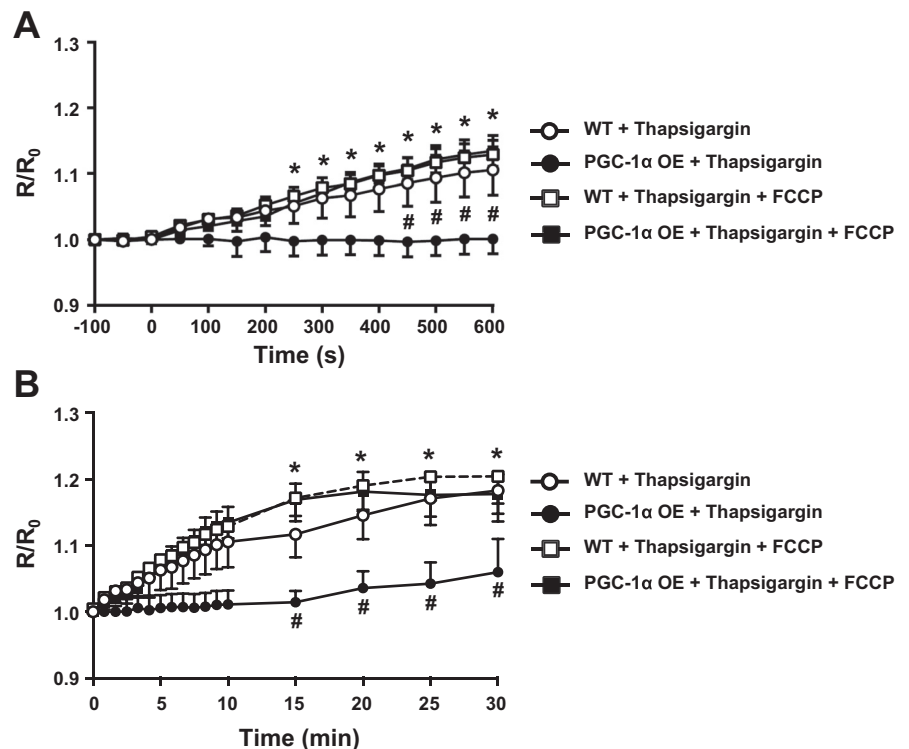 A
1.3
1.2
1.1
1.0
0.9
R/R0
* * * * * * * *
# # # #
-100 0 100 200 300 400 500 600
Time (s)
WT + Thapsigargin
PGC-1α OE + Thapsigargin
WT + Thapsigargin + FCCP
PGC-1α OE + Thapsigargin + FCCP
B
1.3
1.2
1.1
1.0
0.9
R/R0
* * * *
# # # #
0 5 10 15 20 25 30
Time (min)
WT + Thapsigargin
PGC-1α OE + Thapsigargin
WT + Thapsigargin + FCCP
PGC-1α OE + Thapsigargin + FCCP